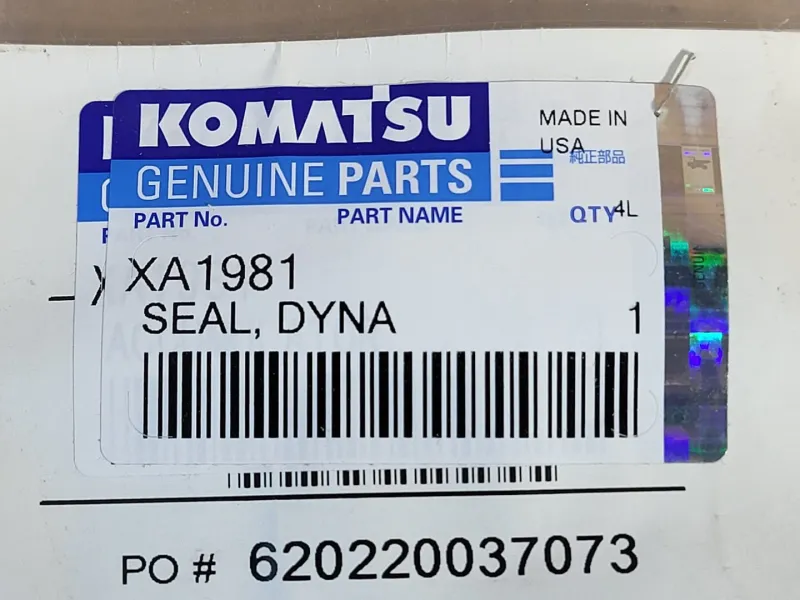 KOMATSU
GENUINE PARTS
MADE IN
USA
純正部品
PART No. PART NAME QTY 4L
XA1981
SEAL, DYNA 1
PO # 620220037073